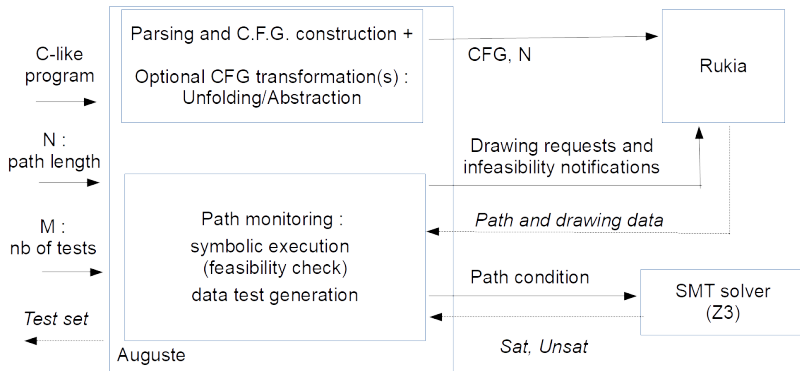 Parsing and C.F.G. construction +
Optional CFG transformation(s) :
Unfolding/Abstraction
C-like
program
N :
path length
M :
nb of tests
Test set
Path monitoring :
symbolic execution
(feasibility check)
data test generation
Auguste
CFG, N
Rukia
Drawing requests and
infeasibility notifications
Path and drawing data
Path condition
SMT solver
(Z3)
Sat, Unsat